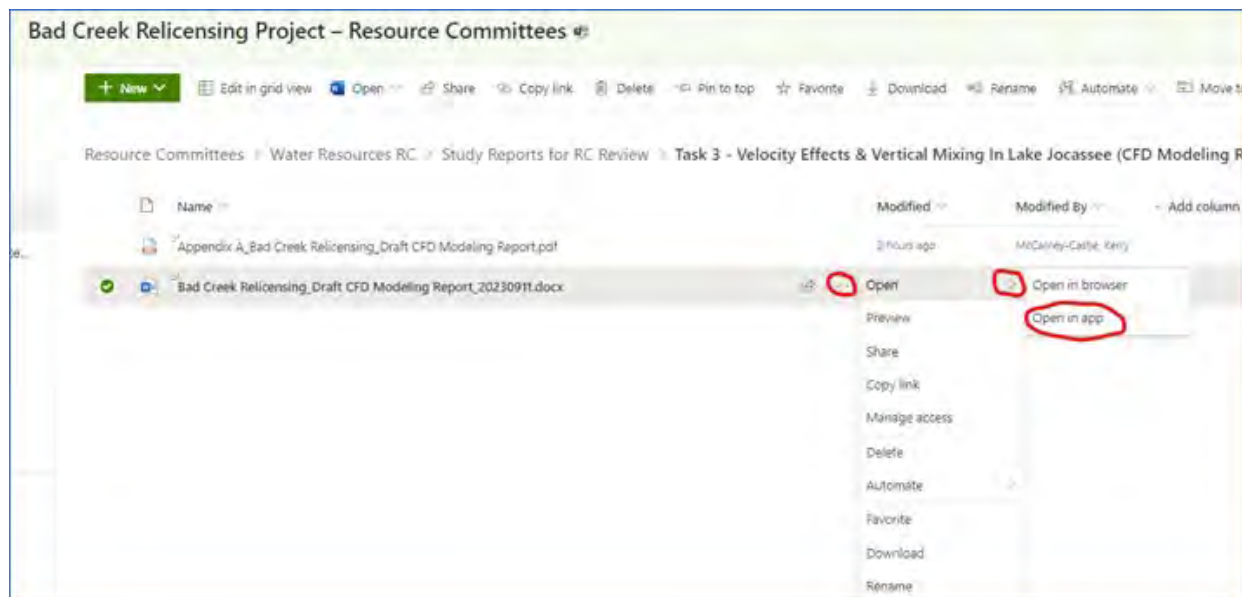 Bad Creek Relicensing Project – Resource Committees
+ New Edit in grid view Open Share Copy link Delete Pin to top Favorite Download Rename Automate Move t
Resource Committees > Water Resources RC > Study Reports for RC Review > Task 3 - Velocity Effects & Vertical Mixing In Lake Jocassee (CFD Modeling R
Name Modified Modified By Add column
Appendix A_Bad Creek Relicensing_Draft CFD Modeling Report.pdf 2 hours ago McCarney-Castle, Kerry
Bad Creek Relicensing_Draft CFD Modeling Report_20230911.docx Open Open in browser
Preview Open in app
Share
Copy link
Manage access
Delete
Automate
Favorite
Download
Rename